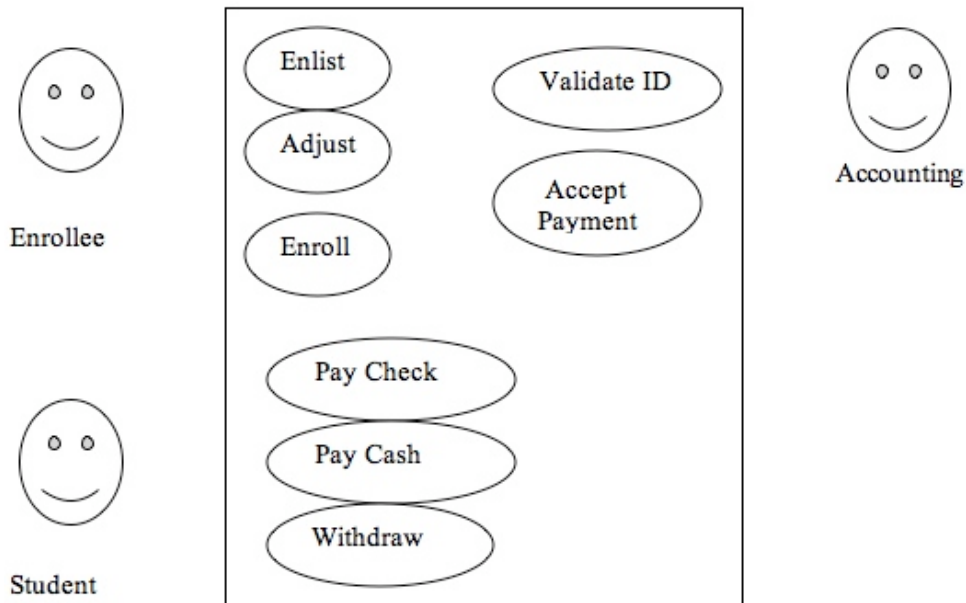 Enlist
Adjust
Enroll
Validate ID
Accept
Payment
Accounting
Enrollee
Pay Check
Pay Cash
Withdraw
Student